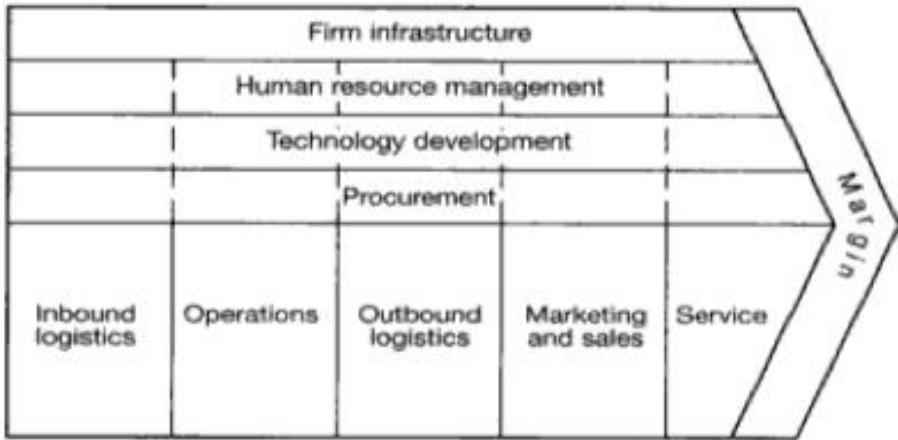 Firm infrastructure
Human resource management
Technology development
Procurement
Inbound
logistics
Operations
Outbound
logistics
Marketing
and sales
Service
Margin